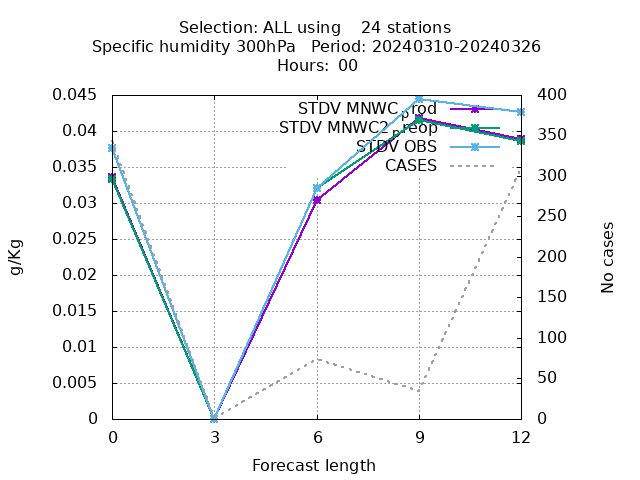 Selection: ALL using    24 stations
Specific humidity 300hPa   Period: 20240310-20240326
Hours: 00
0.045
0.04
0.035
0.03
0.025
0.02
0.015
0.01
0.005
0
g/Kg
STDV MNWC_prod
STDV MNWC2_preop
STDV OBS
CASES
400
350
300
250
200
150
100
50
0
No cases
0 3 6 9 12
Forecast length